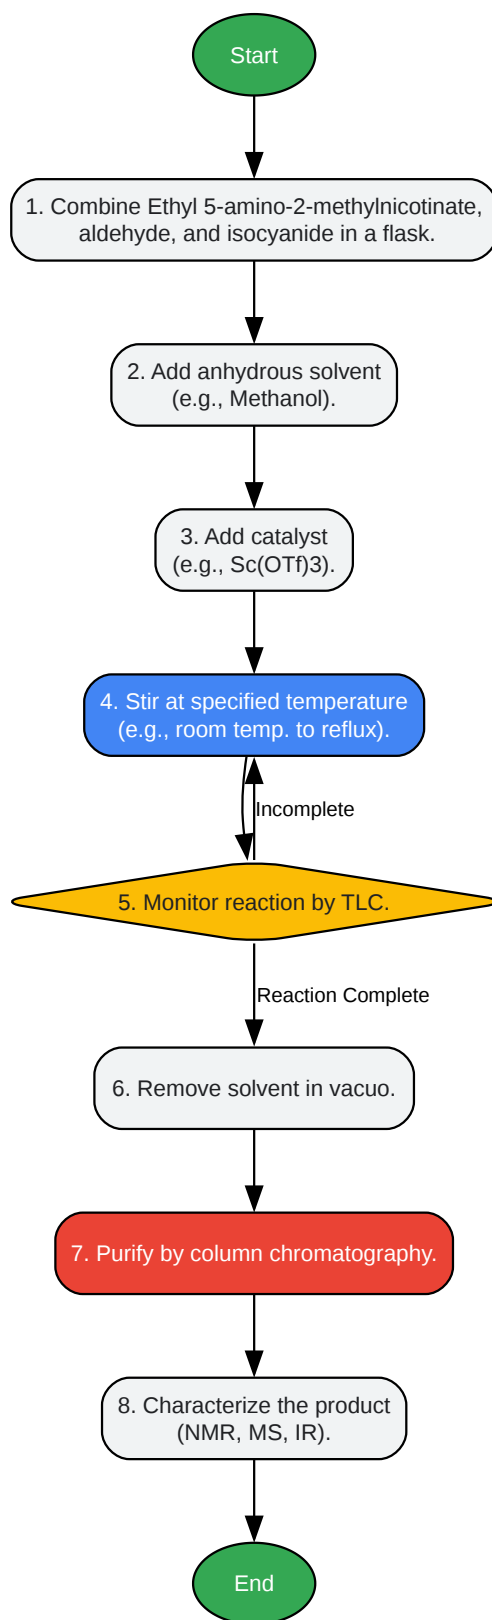 Start
1. Combine Ethyl 5-amino-2-methylnicotinate,
aldehyde, and isocyanide in a flask.
2. Add anhydrous solvent
(e.g., Methanol).
3. Add catalyst
(e.g., Sc(OTf)3).
4. Stir at specified temperature
(e.g., room temp. to reflux).
Incomplete
5. Monitor reaction by TLC.
Reaction Complete
6. Remove solvent in vacuo.
7. Purify by column chromatography.
8. Characterize the product
(NMR, MS, IR).
End